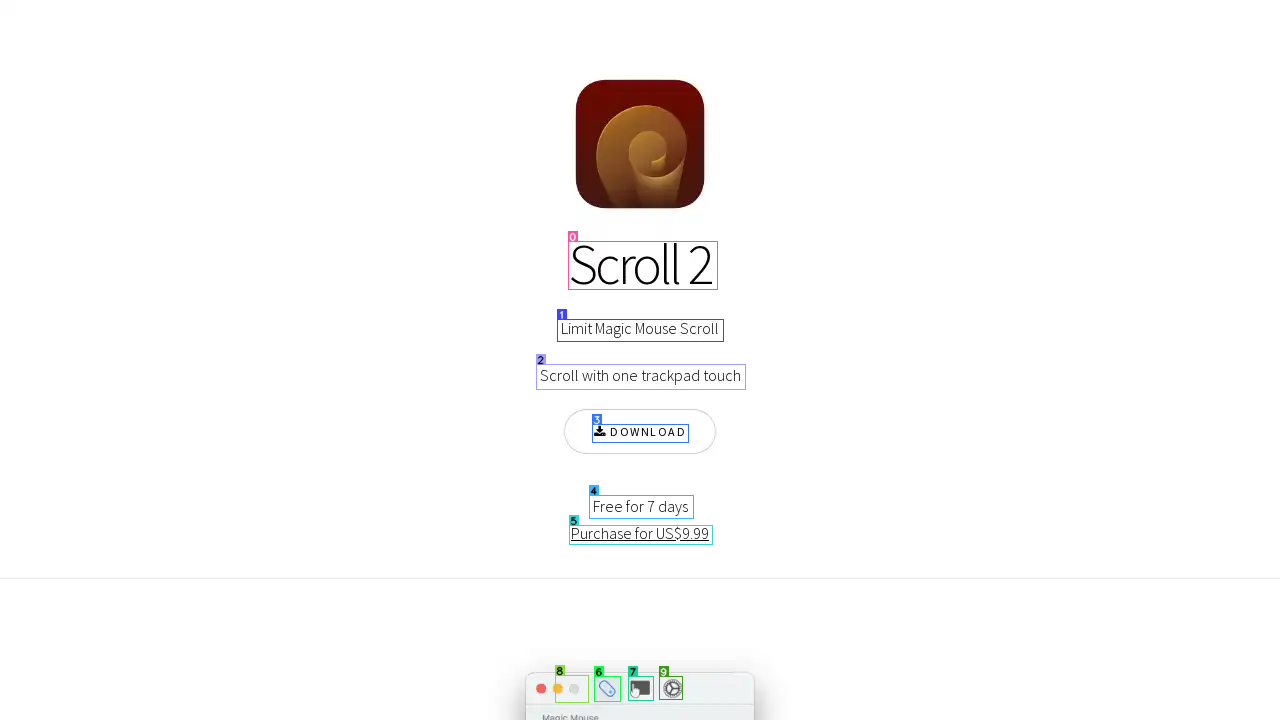 Scroll 2
Limit Magic Mouse Scroll
Scroll with one trackpad touch
DOWNLOAD
Free for 7 days
Purchase for US$9.99
Magic Mouse
0
1
2
3
4
5
8
6
7
9